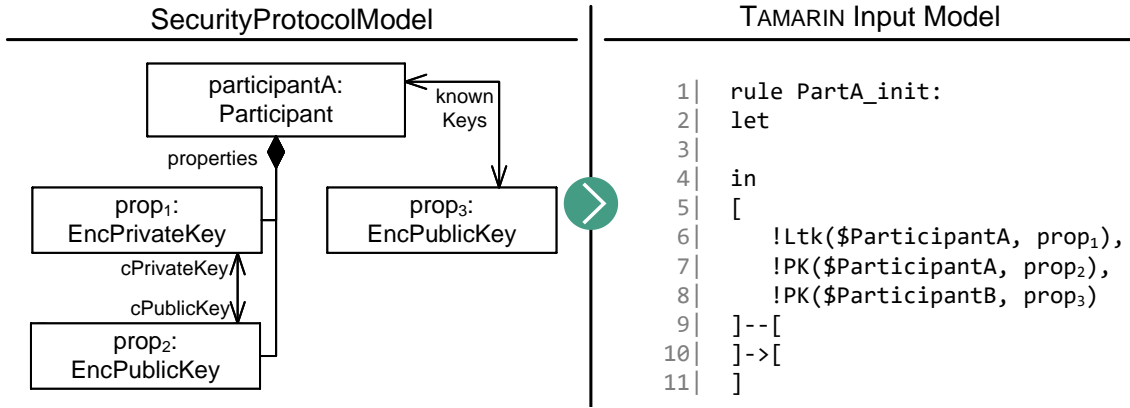 SecurityProtocolModel
participantA:
Participant
known
Keys
properties
prop₁:
EncPrivateKey
prop₃:
EncPublicKey
cPrivateKey
cPublicKey
prop₂:
EncPublicKey
TAMARIN Input Model
1| rule PartA_init:
2| let
3|
4| in
5| [
6| !Ltk($ParticipantA, prop₁),
7| !PK($ParticipantA, prop₂),
8| !PK($ParticipantB, prop₃)
9| ]--[
10| ]->[
11| ]